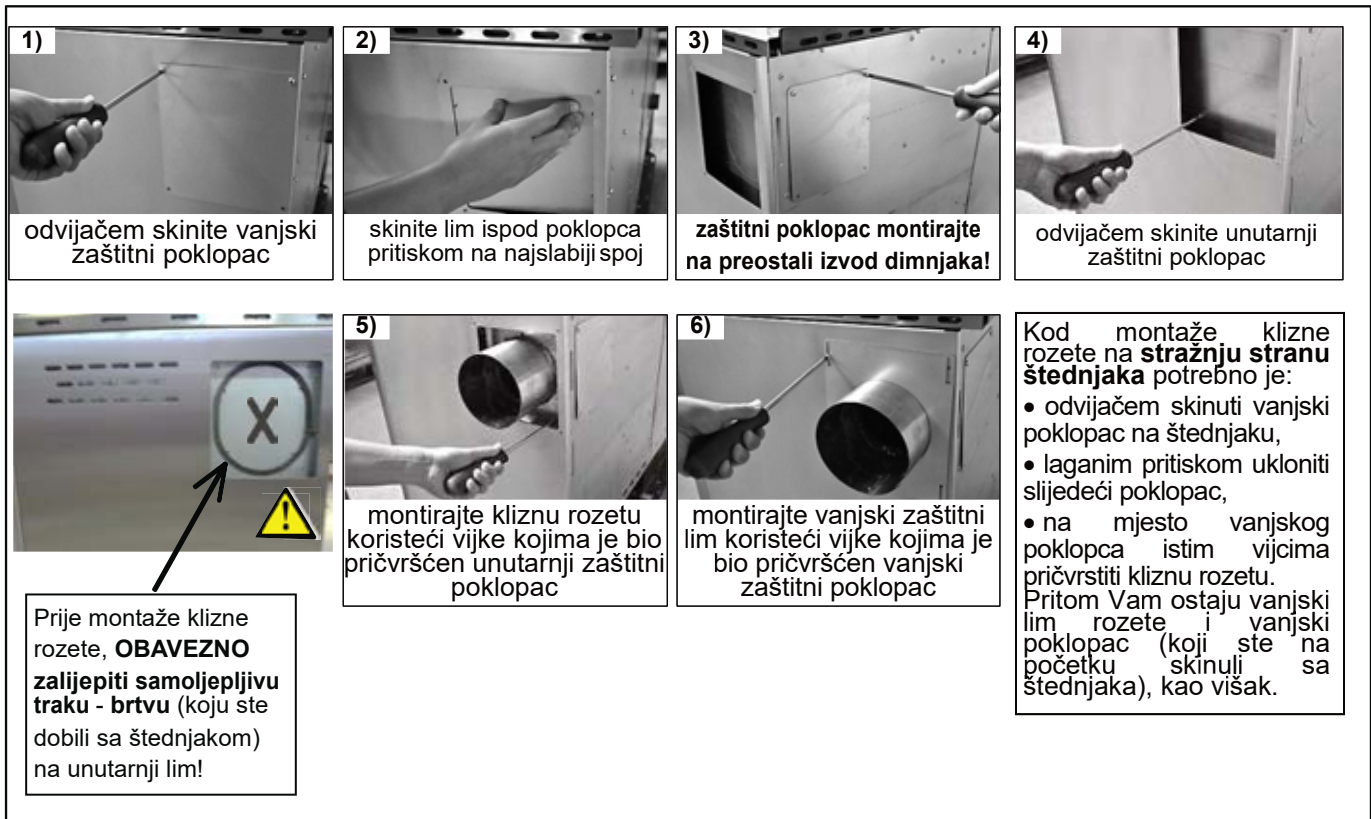 1)
odvijačem skinite vanjski
zaštitni poklopac
2)
skinite lim ispod poklopca
pritiskom na najslabiji spoj
3)
zaštitni poklopac montirajte
na preostali izvod dimnjaka!
4)
odvijačem skinite unutarnji
zaštitni poklopac
X
!
Prije montaže klizne
rozete, OBAVEZNO
zalijepiti samoljepljivu
traku - brtvu (koju ste
dobili sa štednjakom)
na unutarnji lim!
5)
montirajte kliznu rozetu
koristeći vijke kojima je bio
pričvršćen unutarnji zaštitni
poklopac
6)
montirajte vanjski zaštitni
lim koristeći vijke kojima je
bio pričvršćen vanjski
zaštitni poklopac
Kod montaže klizne
rozete na stražnju stranu
štednjaka potrebno je:
• odvijačem skinuti vanjski
poklopac na štednjaku,
• laganim pritiskom ukloniti
slijedeći poklopac,
• na mjesto vanjskog
poklopca istim vijcima
pričvrstiti kliznu rozetu.
Pritom Vam ostaju vanjski
lim rozete i vanjski
poklopac (koji ste na
početku skinuli sa
štednjaka), kao višak.